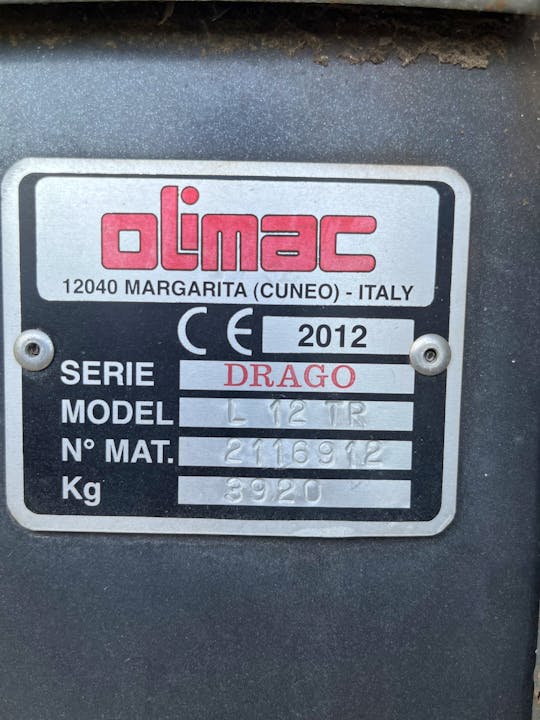 olimac
12040 MARGARITA (CUNEO) - ITALY
CE 2012
SERIE DRAGO
MODEL L 12 TR
N° MAT. 2116912
Kg 3920